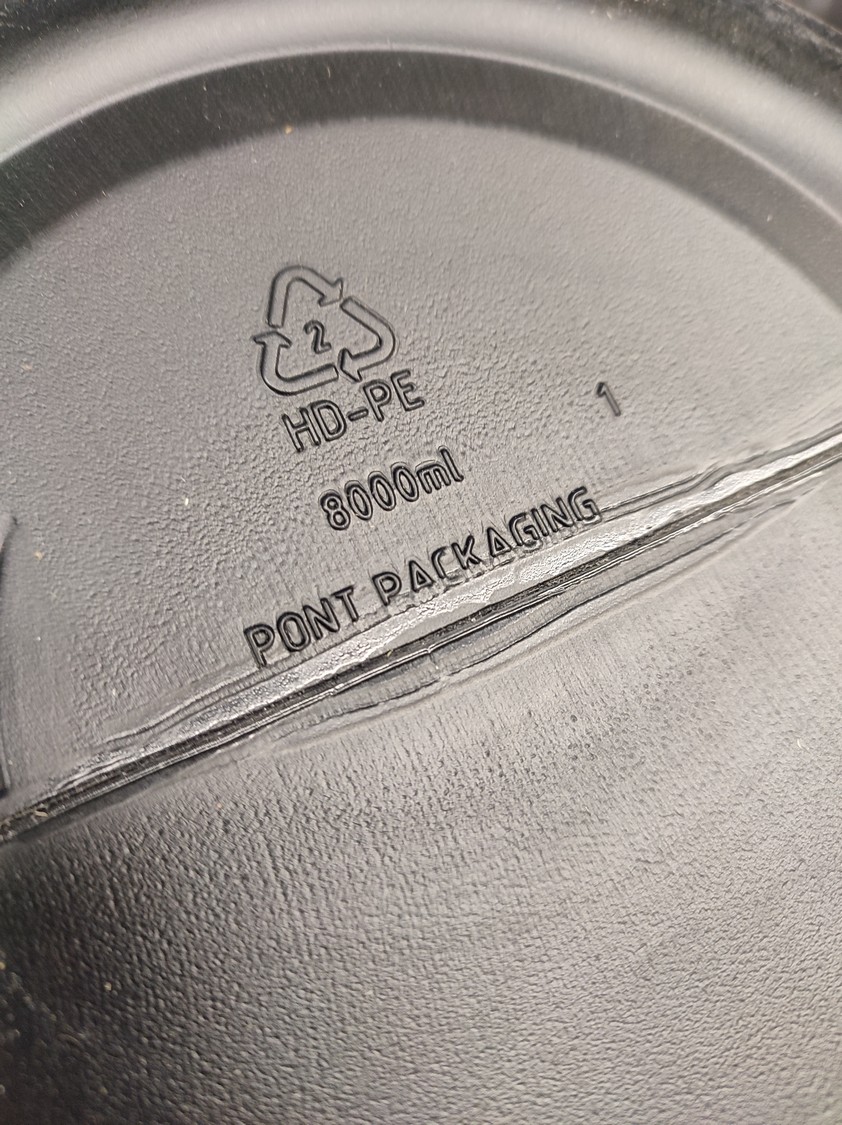 2
HD-PE
1
8000ml
PONT PACKAGING